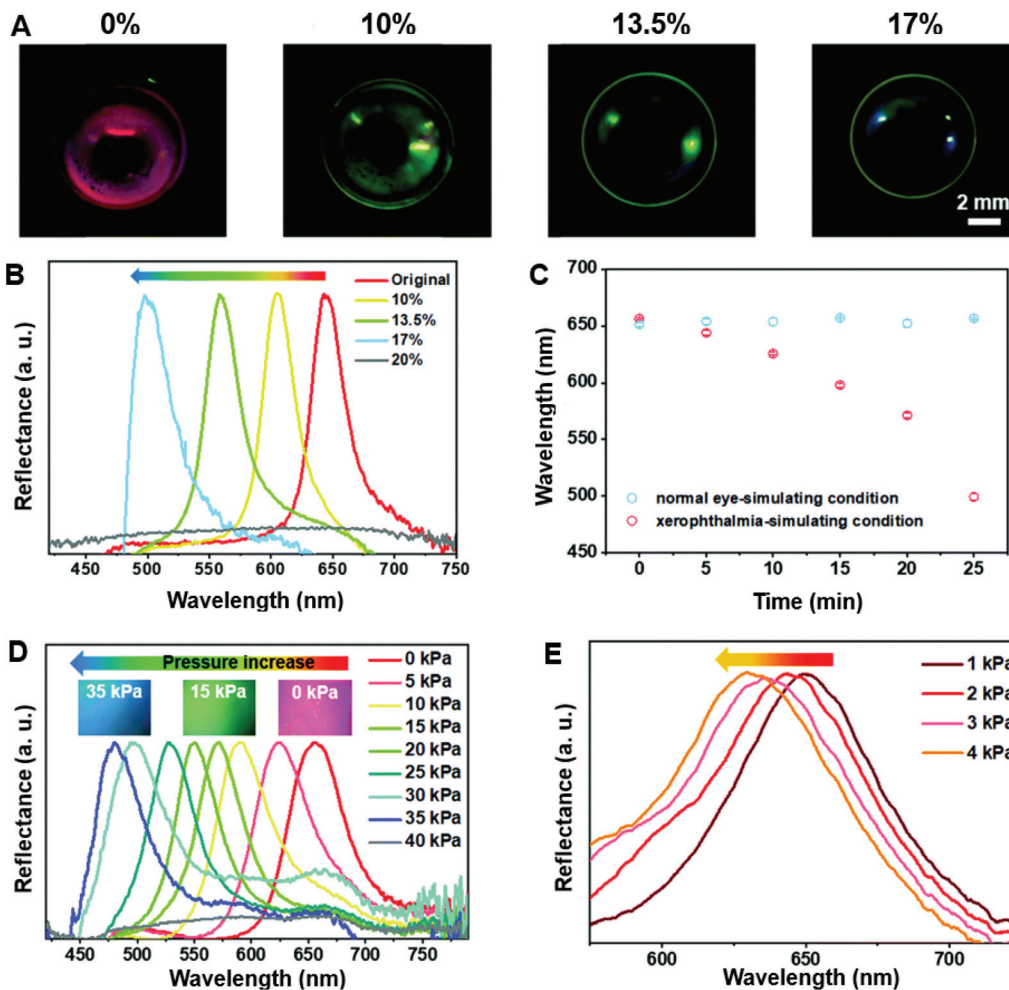 A
0%
10%
13.5%
17%
2 mm
B
Original
10%
13.5%
17%
20%
Reflectance (a. u.)
450 500 550 600 650 700 750
Wavelength (nm)
C
700
650
600
550
500
450
Wavelength (nm)
normal eye-simulating condition
xerophthalmia-simulating condition
0 5 10 15 20 25
Time (min)
D
Pressure increase
35 kPa
15 kPa
0 kPa
0 kPa
5 kPa
10 kPa
15 kPa
20 kPa
25 kPa
30 kPa
35 kPa
40 kPa
Reflectance (a. u.)
450 500 550 600 650 700 750
Wavelength (nm)
E
1 kPa
2 kPa
3 kPa
4 kPa
Reflectance (a. u.)
600 650 700
Wavelength (nm)